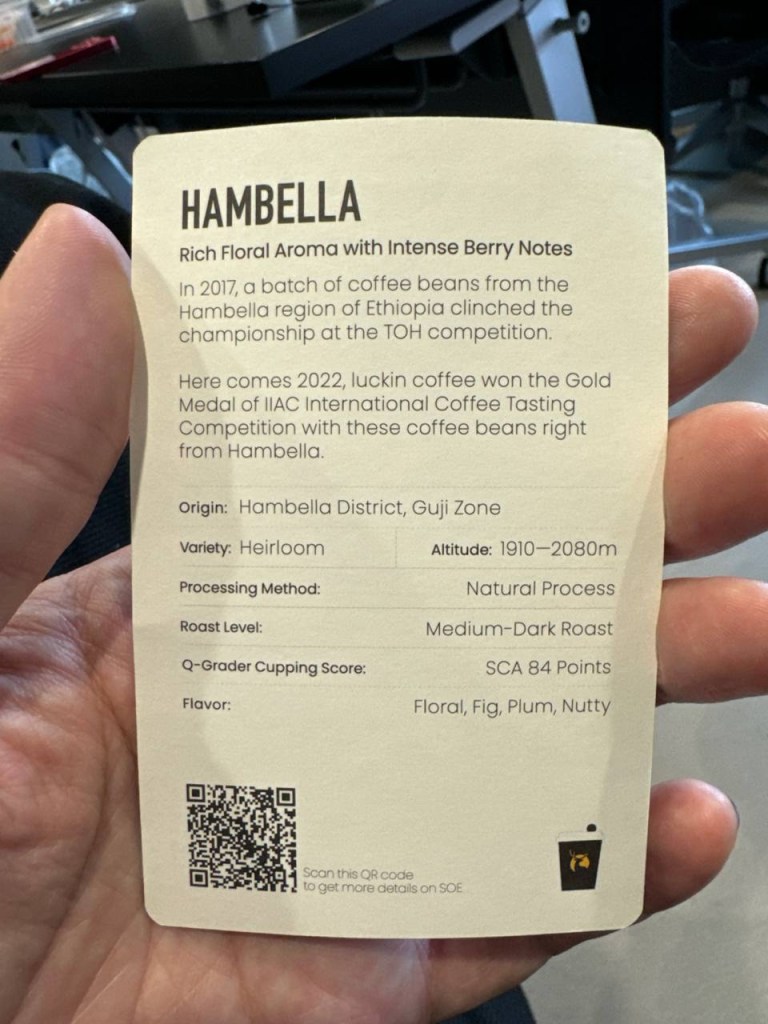 HAMBELLA
Rich Floral Aroma with Intense Berry Notes
In 2017, a batch of coffee beans from the
Hambella region of Ethiopia clinched the
championship at the TOH competition.
Here comes 2022, luckin coffee won the Gold
Medal of IIAC International Coffee Tasting
Competition with these coffee beans right
from Hambella.
Origin: Hambella District, Guji Zone
Variety: Heirloom Altitude: 1910—2080m
Processing Method: Natural Process
Roast Level: Medium-Dark Roast
Q-Grader Cupping Score: SCA 84 Points
Flavor: Floral, Fig, Plum, Nutty
Scan this QR code
to get more details on SOE